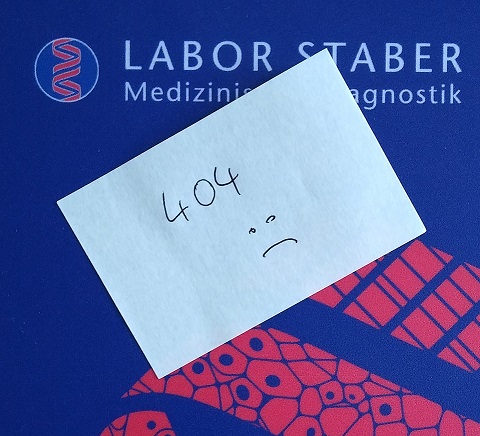 LABOR STABER
Medizinis agnostik
404